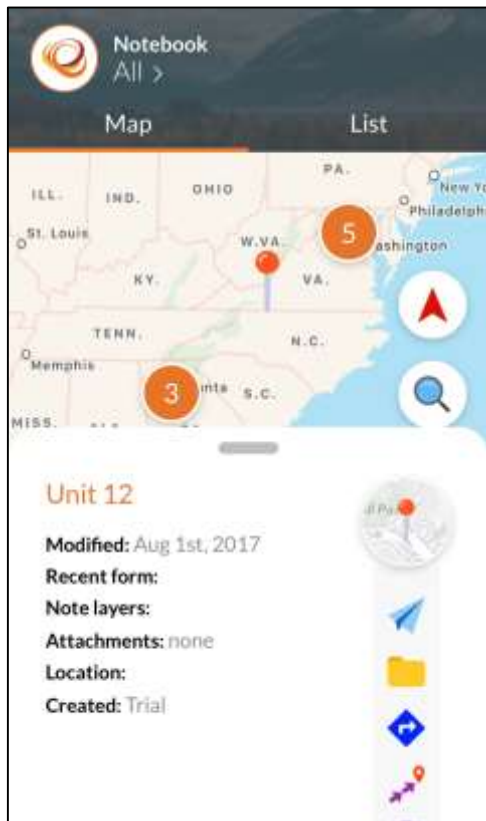 Notebook
All >
Map List
PA.
OHIO
ILL. IND.
New Yo
Philadelph
St. Louis
W.VA. 5
ashington
KY. VA.
TENN.
N.C.
Memphis
3 nta S.C.
MISS.
Unit 12
Modified: Aug 1st, 2017
Recent form:
Note layers:
Attachments: none
Location:
Created: Trial